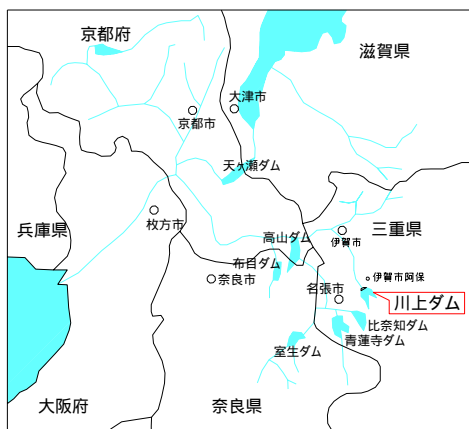 京都府
滋賀県
大津市
京都市
天ヶ瀬ダム
兵庫県
枚方市
三重県
伊賀市
高山ダム
布目ダム
奈良市
伊賀市阿保
名張市
川上ダム
比奈知ダム
青蓮寺ダム
室生ダム
大阪府
奈良県